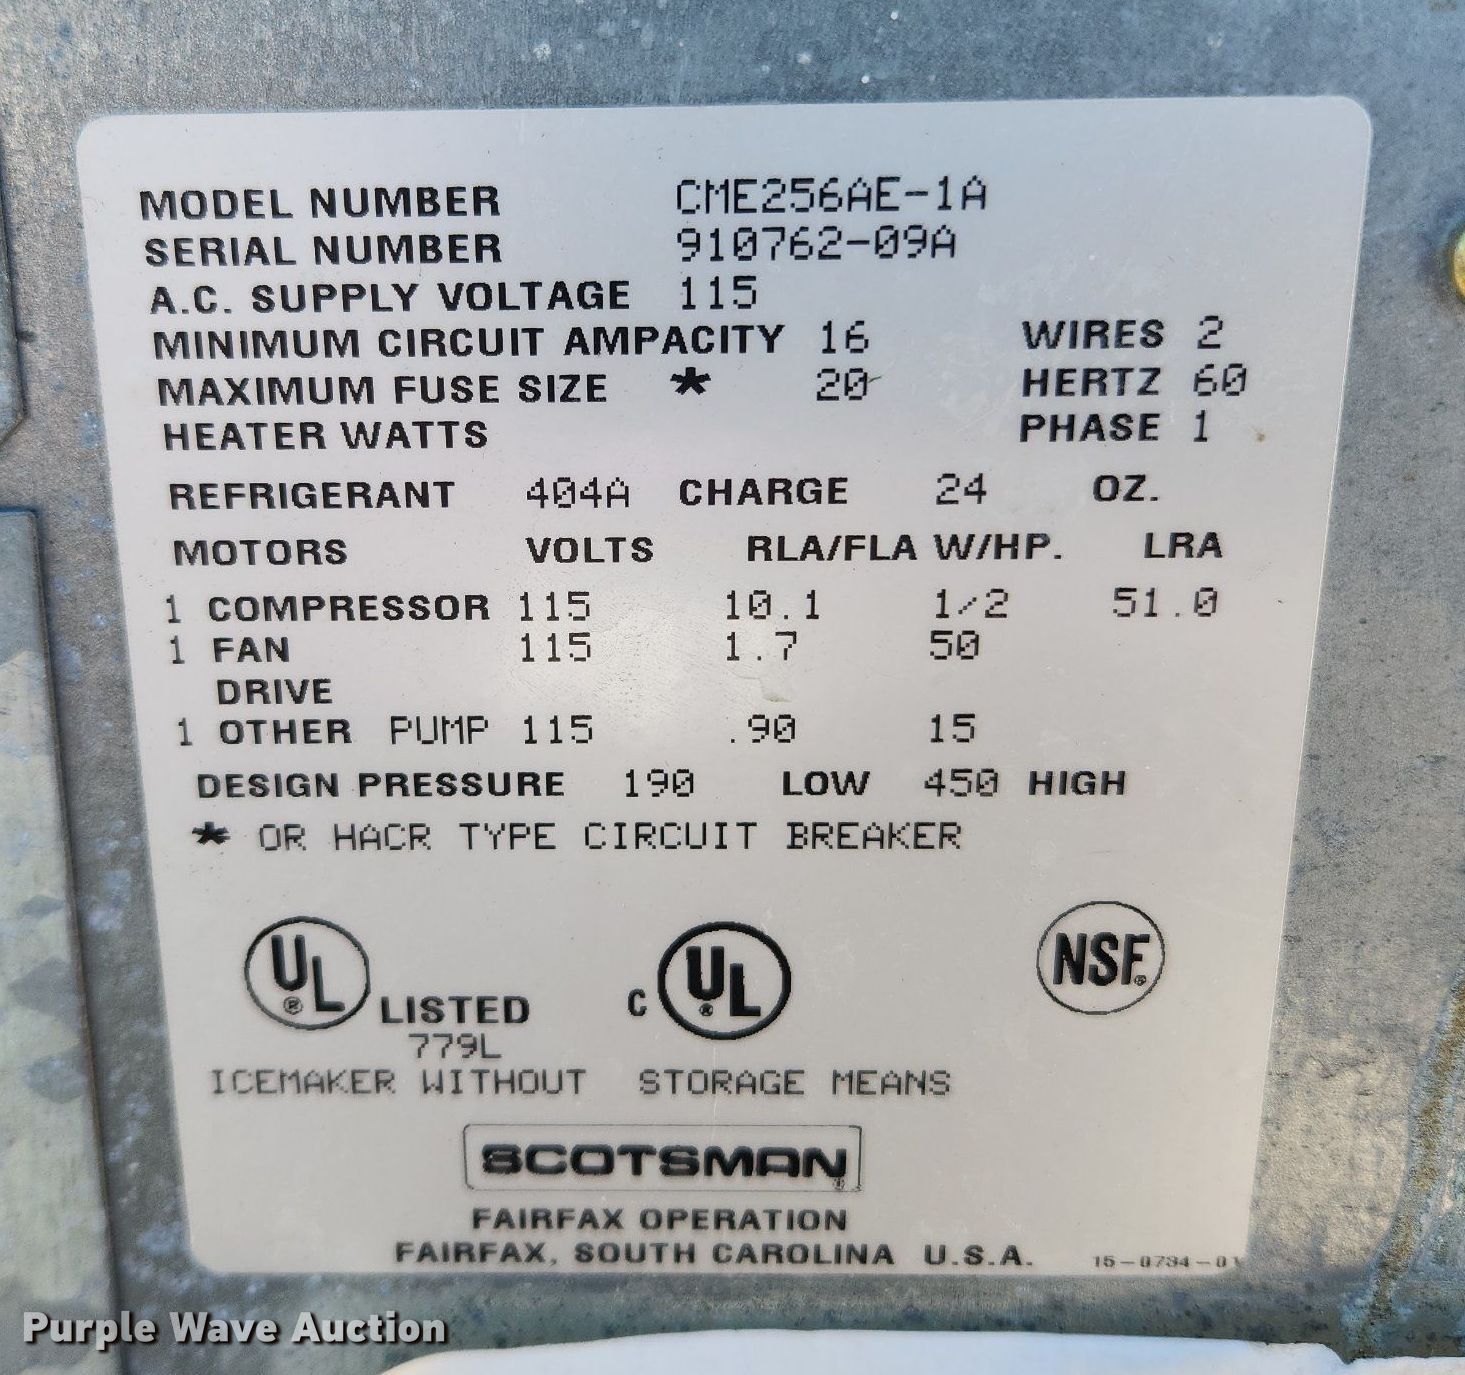 MODEL NUMBER CME256AE-1A
SERIAL NUMBER 910762-09A
A.C. SUPPLY VOLTAGE 115
MINIMUM CIRCUIT AMPACITY 16 WIRES 2
MAXIMUM FUSE SIZE * 20 HERTZ 60
HEATER WATTS PHASE 1
REFRIGERANT 404A CHARGE 24 OZ.
MOTORS VOLTS RLA/FLA W/HP. LRA
1 COMPRESSOR 115 10.1 1/2 51.0
1 FAN 115 1.7 50
DRIVE
1 OTHER PUMP 115 .90 15
DESIGN PRESSURE 190 LOW 450 HIGH
* OR HACR TYPE CIRCUIT BREAKER
UL ® LISTED C UL ® NSF®
779L
ICEMAKER WITHOUT STORAGE MEANS
SCOTSMAN®
FAIRFAX OPERATION
FAIRFAX, SOUTH CAROLINA U.S.A. 15-0734-01
Purple Wave Auction